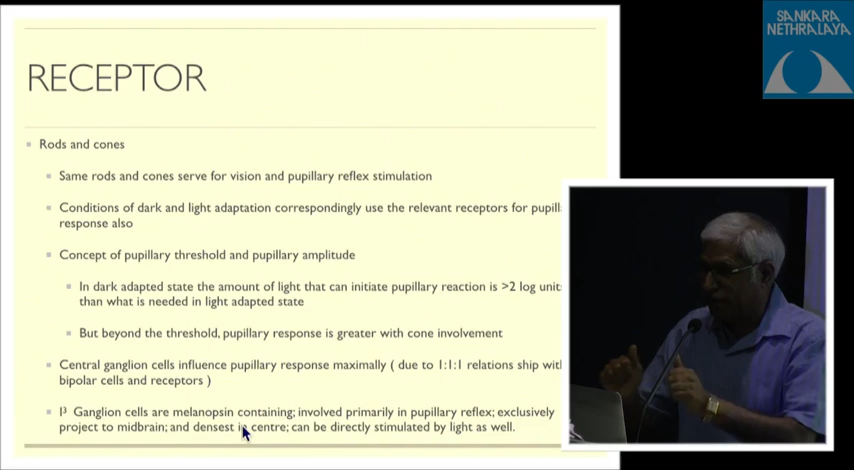 SANKARA
NETHRALAYA
RECEPTOR
Rods and cones
Same rods and cones serve for vision and pupillary reflex stimulation
Conditions of dark and light adaptation correspondingly use the relevant receptors for
response also
Concept of pupillary threshold and pupillary amplitude
In dark adapted state the amount of light that can initiate pupillary reaction is >2 log
than what is needed in light adapted state
But beyond the threshold, pupillary response is greater with cone involvement
Central ganglion cells influence pupillary response maximally ( due to 1:1:1 relations ship
bipolar cells and receptors )
I³ Ganglion cells are melanopsin containing; involved primarily in pupillary reflex; exclusively
project to midbrain; and densest in centre; can be directly stimulated by light as well.